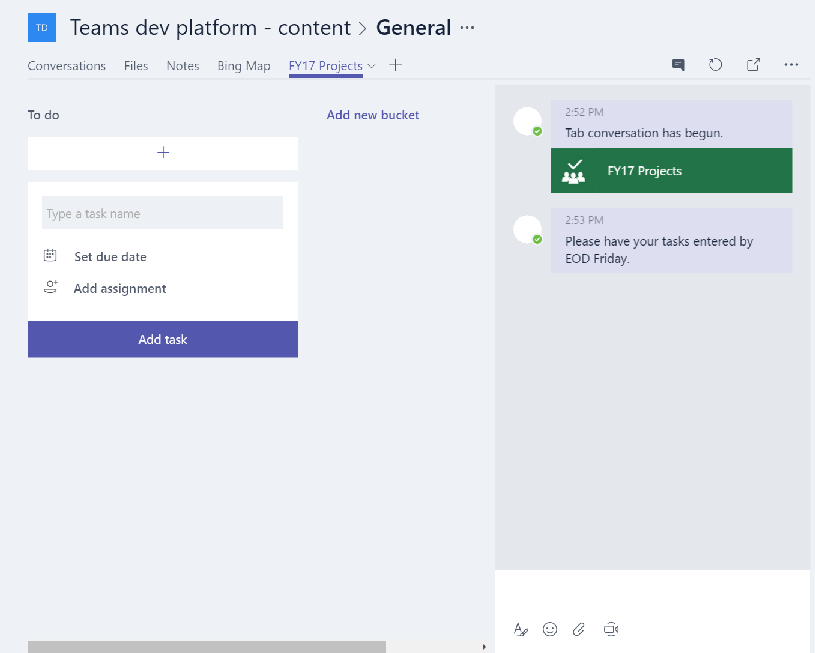 TD Teams dev platform - content > General ...
Conversations Files Notes Bing Map FY17 Projects
To do Add new bucket
Type a task name
Set due date
Add assignment
Add task
2:52 PM
Tab conversation has begun.
FY17 Projects
2:53 PM
Please have your tasks entered by
EOD Friday.